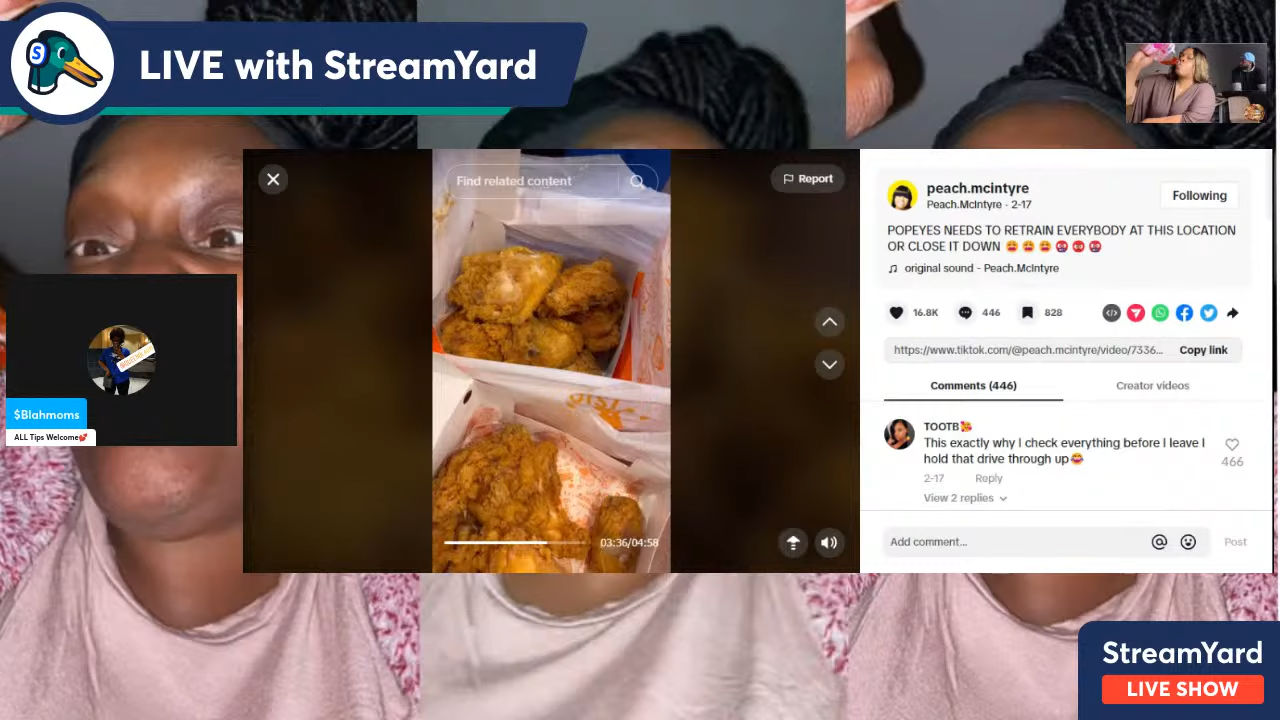 S
LIVE with StreamYard
Find related content
Report
peach.mcintyre
Peach.McIntyre · 2-17
Following
POPEYES NEEDS TO RETRAIN EVERYBODY AT THIS LOCATION
OR CLOSE IT DOWN 😩 😩 😩 🤬 😡 🤬
original sound - Peach.McIntyre
16.8K
446
828
https://www.tiktok.com/@peach.mcintyre/video/7336...
Copy link
Comments (446)
Creator videos
TOOTB🥰
This exactly why I check everything before I leave I
hold that drive through up😂
466
2-17
Reply
View 2 replies
Add comment...
@
Post
03:36/04:58
$Blahmoms
ALL Tips Welcome💕
StreamYard
LIVE SHOW